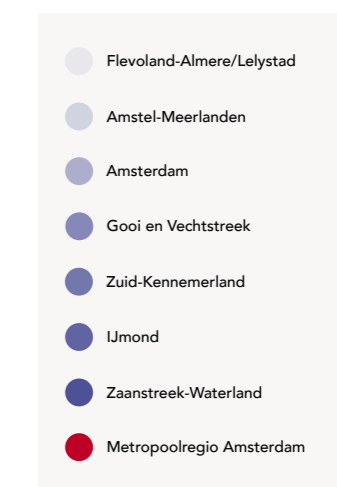 Flevoland-Almere/Lelystad
Amstel-Meerlanden
Amsterdam
Gooi en Vechtstreek
Zuid-Kennemerland
IJmond
Zaanstreek-Waterland
Metropoolregio Amsterdam